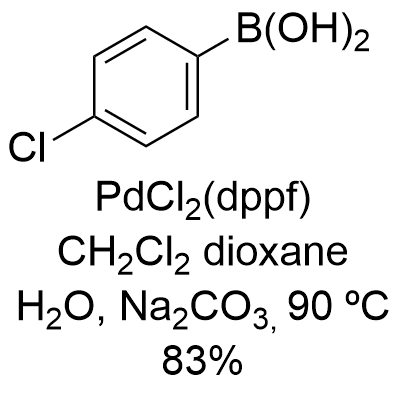 B(OH)₂
Cl
PdCl₂(dppf)
CH₂Cl₂ dioxane
H₂O, Na₂CO₃, 90 ºC
83%